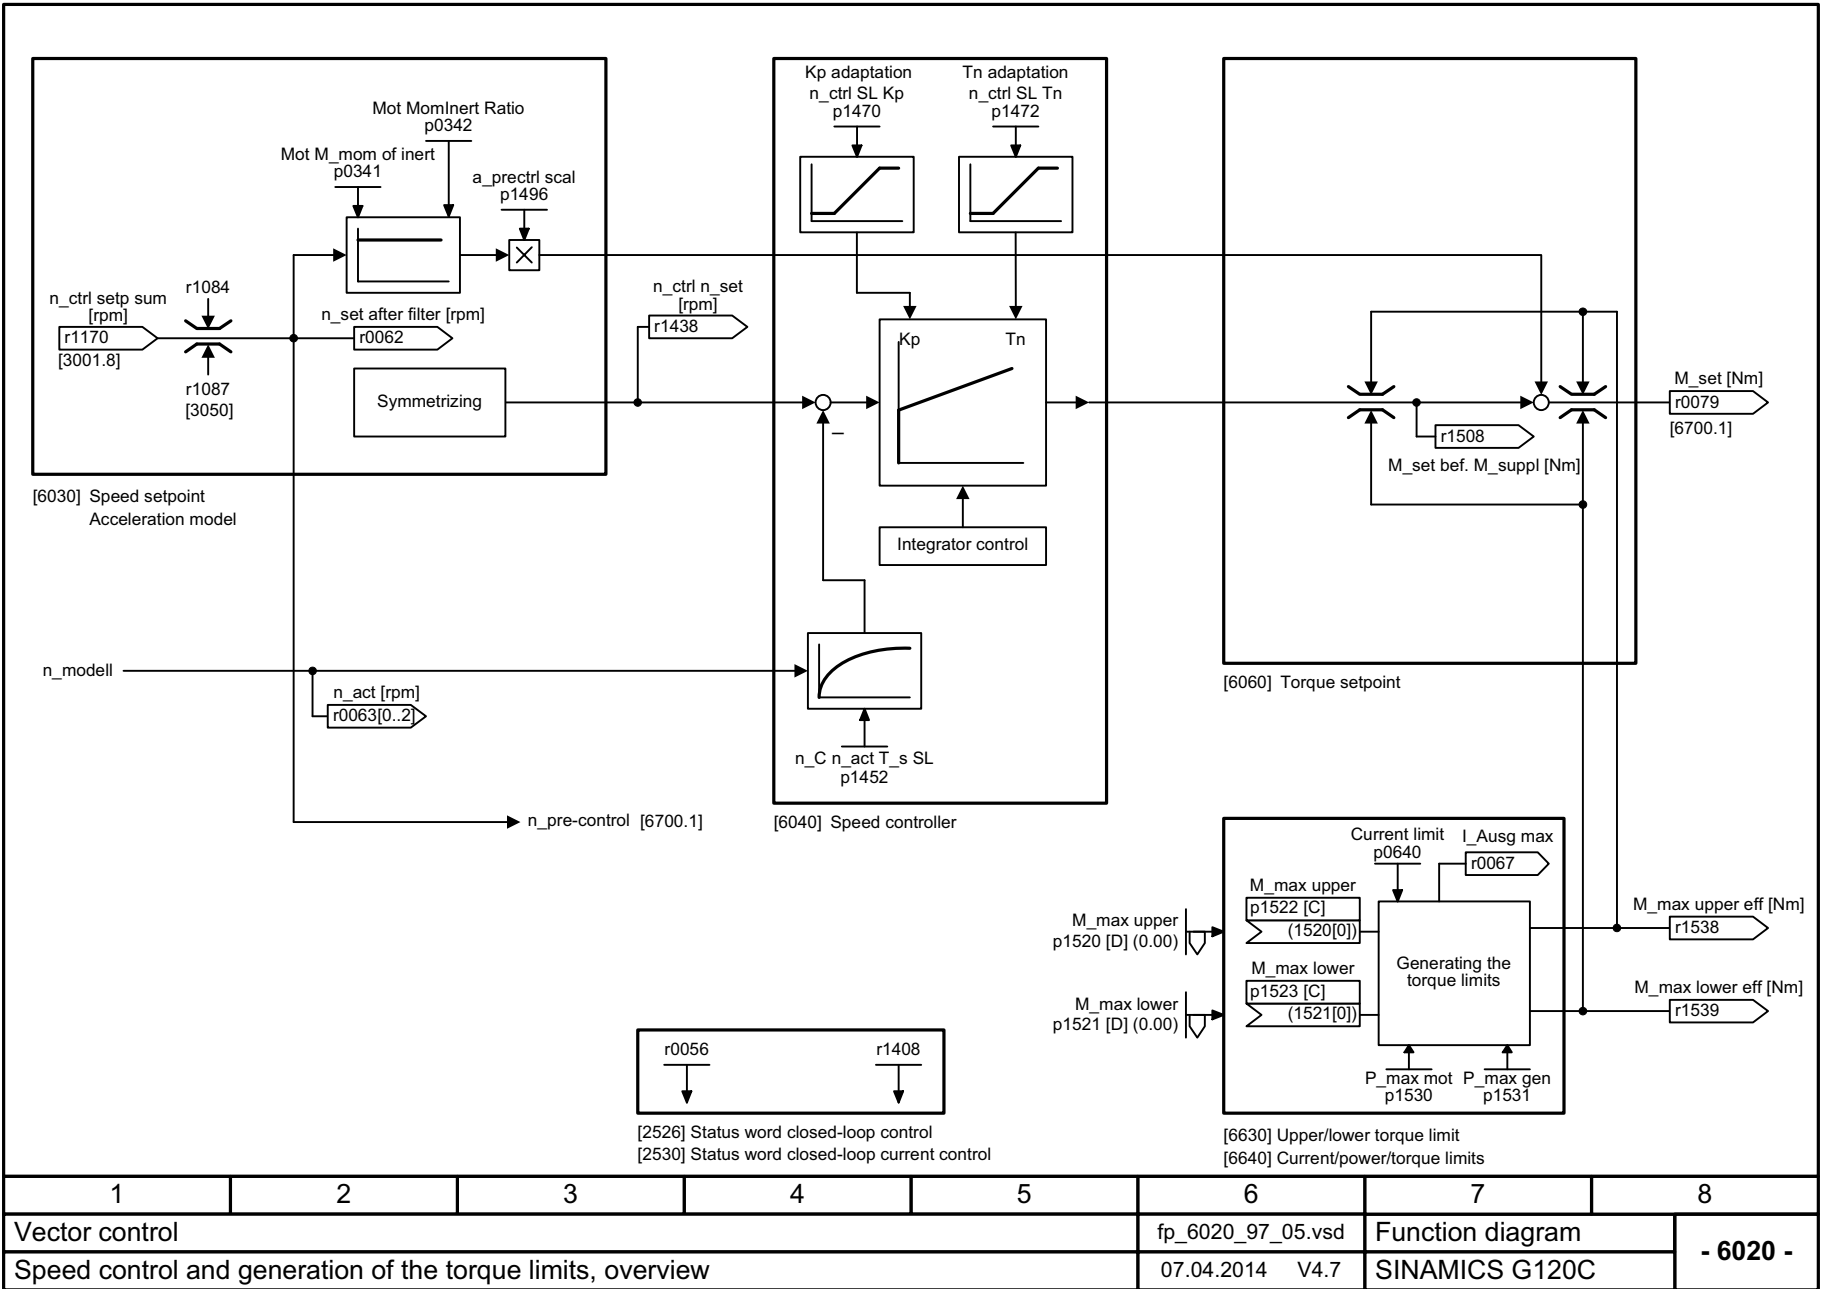 Mot MomInert Ratio
p0342
Mot M_mom of inert
p0341
a_prectrl scal
p1496
n_ctrl setp sum
[rpm]
r1170
[3001.8]
r1084
r1087
[3050]
n_set after filter [rpm]
r0062
Symmetrizing
[6030] Speed setpoint
Acceleration model
n_ctrl n_set
[rpm]
r1438
Kp adaptation
n_ctrl SL Kp
p1470
Tn adaptation
n_ctrl SL Tn
p1472
Kp
Tn
–
Integrator control
n_modell
n_act [rpm]
r0063[0..2]
n_C n_act T_s SL
p1452
n_pre-control [6700.1]
[6040] Speed controller
r1508
M_set bef. M_suppl [Nm]
M_set [Nm]
r0079
[6700.1]
[6060] Torque setpoint
Current limit
p0640
I_Ausg max
r0067
M_max upper
p1520 [D] (0.00)
M_max upper
p1522 [C]
(1520[0])
M_max lower
p1521 [D] (0.00)
M_max lower
p1523 [C]
(1521[0])
Generating the
torque limits
M_max upper eff [Nm]
r1538
M_max lower eff [Nm]
r1539
P_max mot
p1530
P_max gen
p1531
[6630] Upper/lower torque limit
[6640] Current/power/torque limits
r0056
r1408
[2526] Status word closed-loop control
[2530] Status word closed-loop current control
1 2 3 4 5 6 7 8
Vector control
fp_6020_97_05.vsd
Function diagram
- 6020 -
Speed control and generation of the torque limits, overview
07.04.2014 V4.7
SINAMICS G120C